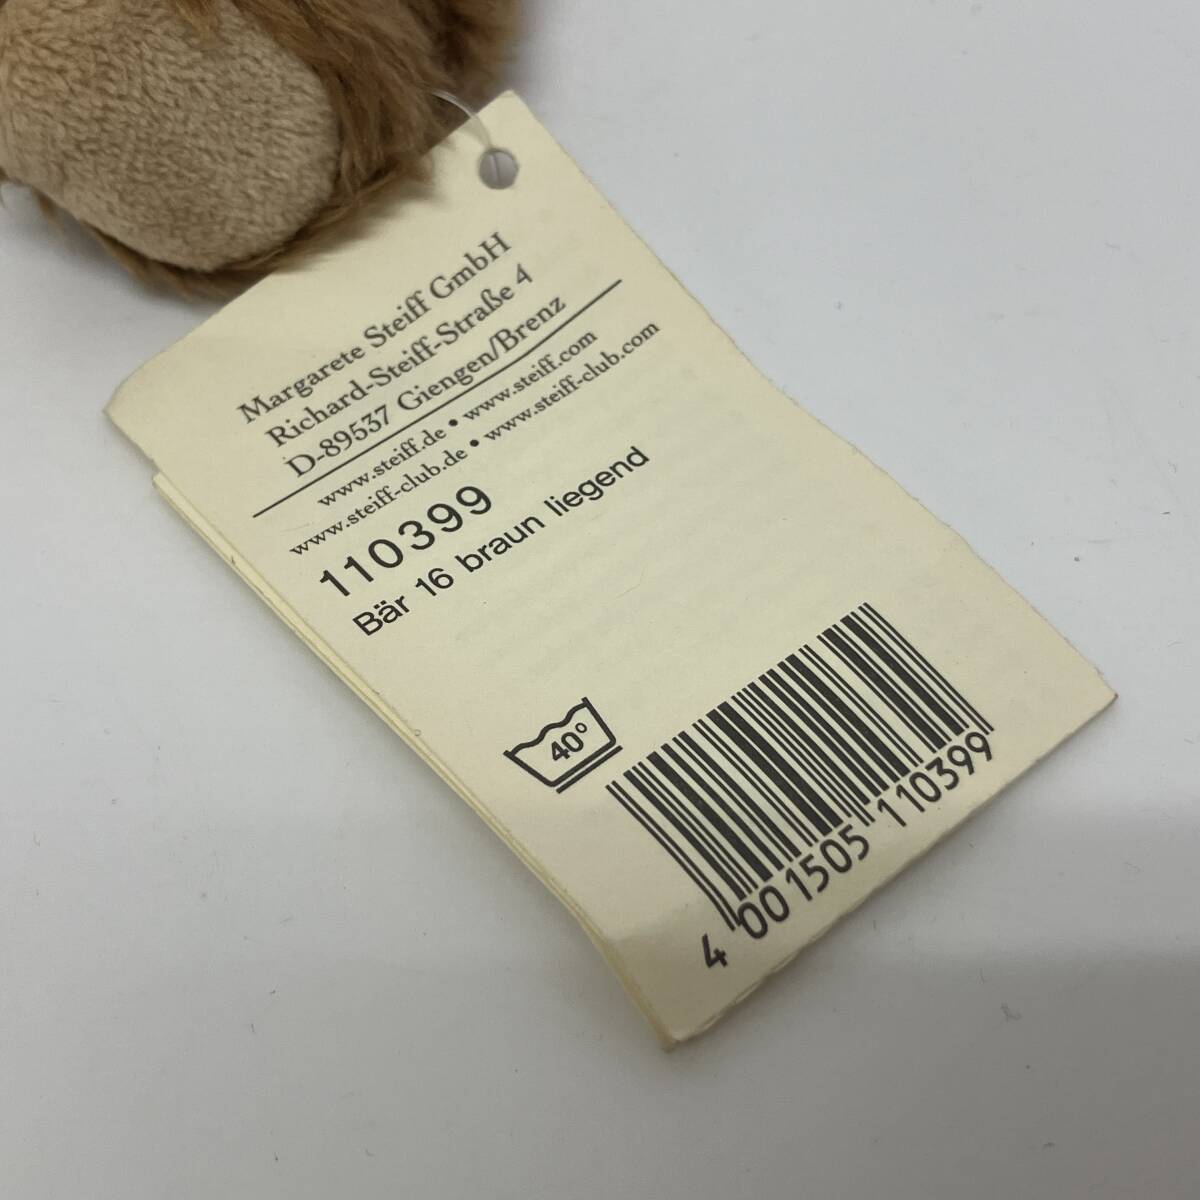 Margarete Steiff GmbH
Richard-Steiff-Straße 4
D-89537 Giengen/Brenz
www.steiff.de • www.steiff.com
www.steiff-club.de • www.steiff-club.com
110399
Bär 16 braun liegend
40°
4 001505 110399